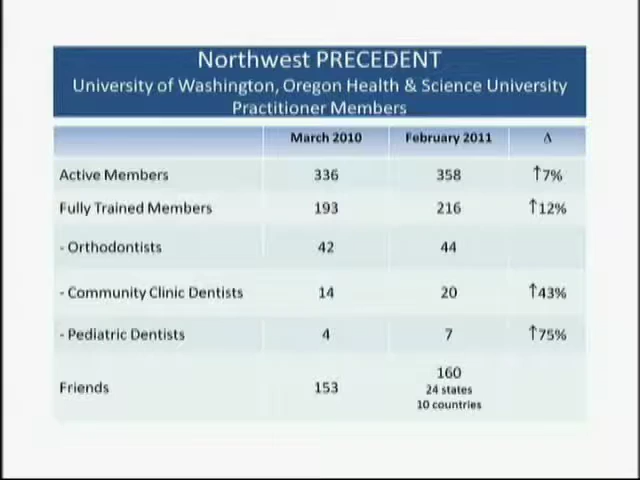 Northwest PRECEDENT
University of Washington, Oregon Health & Science University
Practitioner Members
March 2010 February 2011 Δ
Active Members 336 358 ↑7%
Fully Trained Members 193 216 ↑12%
- Orthodontists 42 44
- Community Clinic Dentists 14 20 ↑43%
- Pediatric Dentists 4 7 ↑75%
Friends 153 160
24 states
10 countries